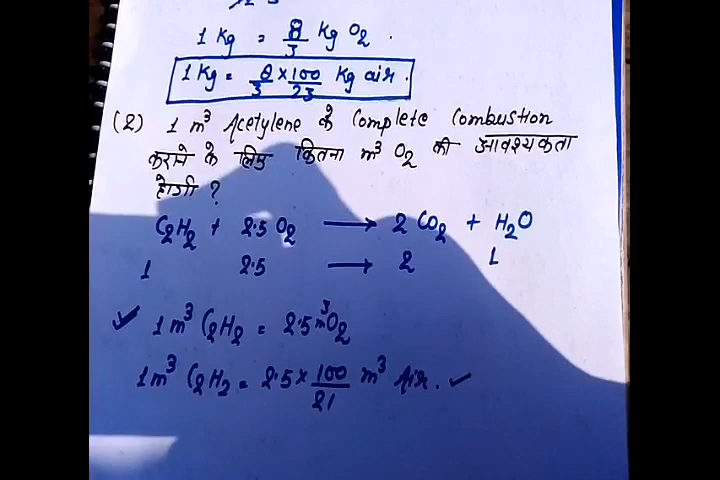 1 Kg = 8/3 Kg O2 .
1 Kg = 8/3 × 100/23 Kg air .
(2) 1 m³ Acetylene के Complete Combustion
कराने के लिए कितना m³ O2 की आवश्यकता
होगी ?
C2H2 + 2.5 O2 → 2 CO2 + H2O
1 2.5 → 2 1
✓ 1 m³ C2H2 = 2.5 m³ O2
1 m³ C2H2 = 2.5 × 100/21 m³ Air. ✓